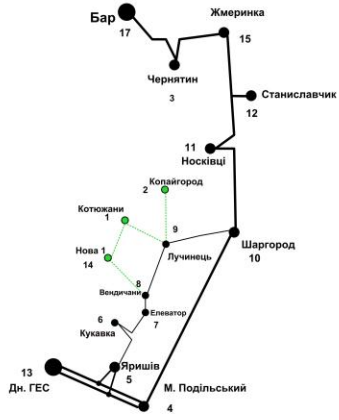 Бар
17
Жмеринка
15
Чернятин
3
Станиславчик
12
11
Носківці
Копайгород
2
Котюжани
1
9
Лучинець
Шаргород
10
Нова 1
14
8
Вендичани
Елеватор
7
6
Кукавка
Яришів
5
13
Дн. ГЕС
М. Подільський
4